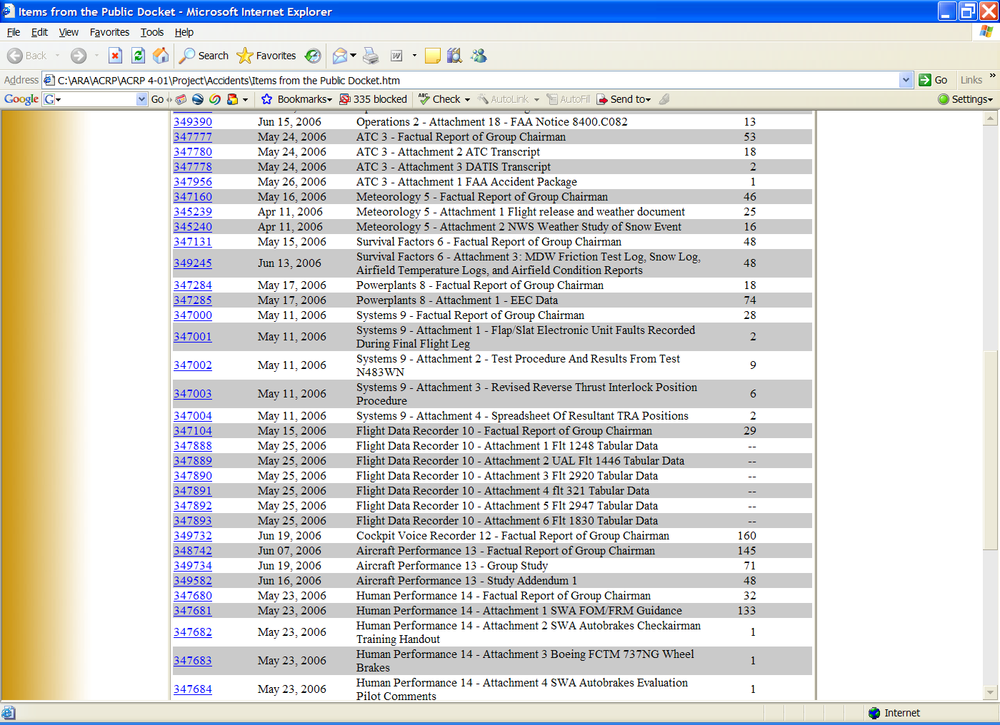 Items from the Public Docket - Microsoft Internet Explorer
File Edit View Favorites Tools Help
Back Search Favorites
Address C:\ARA\ACRP\ACRP 4-01\Project\Accidents\Items from the Public Docket.htm Go Links »
Google G Go Bookmarks 335 blocked ABC Check AutoLink AutoFill Send to Settings
349390 Jun 15, 2006 Operations 2 - Attachment 18 - FAA Notice 8400.C082 13
347777 May 24, 2006 ATC 3 - Factual Report of Group Chairman 53
347780 May 24, 2006 ATC 3 - Attachment 2 ATC Transcript 18
347778 May 24, 2006 ATC 3 - Attachment 3 DATIS Transcript 2
347956 May 26, 2006 ATC 3 - Attachment 1 FAA Accident Package 1
347160 May 16, 2006 Meteorology 5 - Factual Report of Group Chairman 46
345239 Apr 11, 2006 Meteorology 5 - Attachment 1 Flight release and weather document 25
345240 Apr 11, 2006 Meteorology 5 - Attachment 2 NWS Weather Study of Snow Event 16
347131 May 15, 2006 Survival Factors 6 - Factual Report of Group Chairman 48
349245 Jun 13, 2006 Survival Factors 6 - Attachment 3: MDW Friction Test Log, Snow Log, 48
Airfield Temperature Logs, and Airfield Condition Reports
347284 May 17, 2006 Powerplants 8 - Factual Report of Group Chairman 18
347285 May 17, 2006 Powerplants 8 - Attachment 1 - EEC Data 74
347000 May 11, 2006 Systems 9 - Factual Report of Group Chairman 28
347001 May 11, 2006 Systems 9 - Attachment 1 - Flap/Slat Electronic Unit Faults Recorded 2
During Final Flight Leg
347002 May 11, 2006 Systems 9 - Attachment 2 - Test Procedure And Results From Test 9
N483WN
347003 May 11, 2006 Systems 9 - Attachment 3 - Revised Reverse Thrust Interlock Position 6
Procedure
347004 May 11, 2006 Systems 9 - Attachment 4 - Spreadsheet Of Resultant TRA Positions 2
347104 May 15, 2006 Flight Data Recorder 10 - Factual Report of Group Chairman 29
347888 May 25, 2006 Flight Data Recorder 10 - Attachment 1 Flt 1248 Tabular Data --
347889 May 25, 2006 Flight Data Recorder 10 - Attachment 2 UAL Flt 1446 Tabular Data --
347890 May 25, 2006 Flight Data Recorder 10 - Attachment 3 Flt 2920 Tabular Data --
347891 May 25, 2006 Flight Data Recorder 10 - Attachment 4 flt 321 Tabular Data --
347892 May 25, 2006 Flight Data Recorder 10 - Attachment 5 Flt 2947 Tabular Data --
347893 May 25, 2006 Flight Data Recorder 10 - Attachment 6 Flt 1830 Tabular Data --
349732 Jun 19, 2006 Cockpit Voice Recorder 12 - Factual Report of Group Chairman 160
348742 Jun 07, 2006 Aircraft Performance 13 - Factual Report of Group Chairman 145
349734 Jun 19, 2006 Aircraft Performance 13 - Group Study 71
349582 Jun 16, 2006 Aircraft Performance 13 - Study Addendum 1 48
347680 May 23, 2006 Human Performance 14 - Factual Report of Group Chairman 32
347681 May 23, 2006 Human Performance 14 - Attachment 1 SWA FOM/FRM Guidance 133
347682 May 23, 2006 Human Performance 14 - Attachment 2 SWA Autobrakes Checkairman 1
Training Handout
347683 May 23, 2006 Human Performance 14 - Attachment 3 Boeing FCTM 737NG Wheel 1
Brakes
347684 May 23, 2006 Human Performance 14 - Attachment 4 SWA Autobrakes Evaluation 1
Pilot Comments
Internet